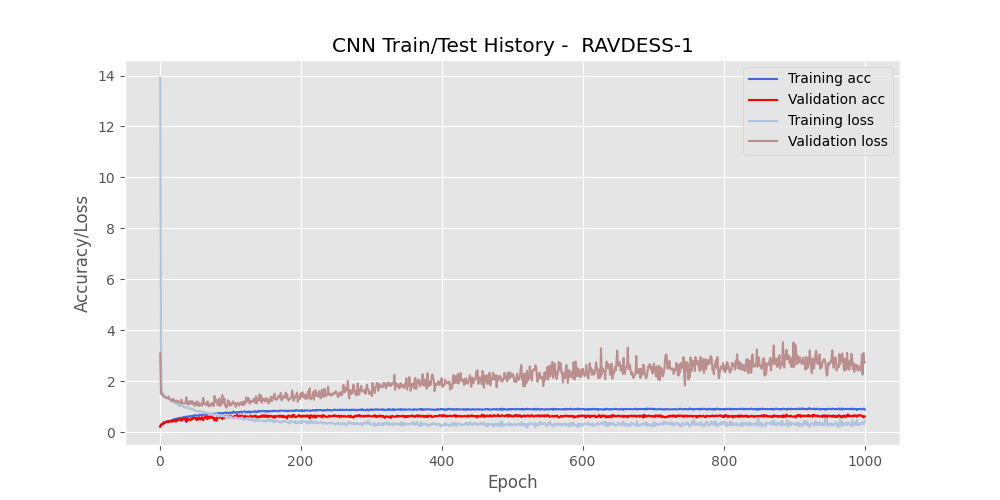 CNN Train/Test History -  RAVDESS-1
Training acc
Validation acc
Training loss
Validation loss
Accuracy/Loss
14
12
10
8
6
4
2
0
0
200
400
600
800
1000
Epoch